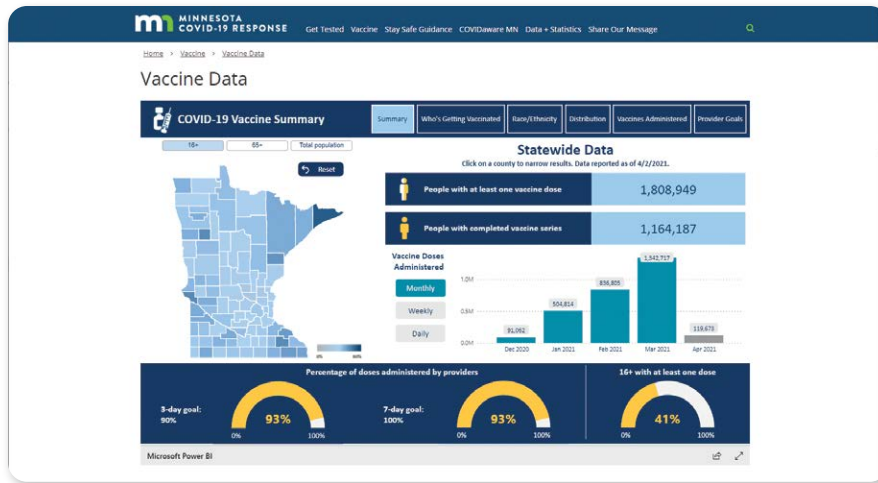 MINNESOTA
COVID-19 RESPONSE
Get Tested Vaccine Stay Safe Guidance COVIDaware MN Data + Statistics Share Our Message
Home > Vaccine > Vaccine Data
Vaccine Data
COVID-19 Vaccine Summary
Summary
Who's Getting Vaccinated
Race/Ethnicity
Distribution
Vaccines Administered
Provider Goals
16+
65+
Total population
Reset
Statewide Data
Click on a county to narrow results. Data reported as of 4/2/2021.
People with at least one vaccine dose
1,808,949
People with completed vaccine series
1,164,187
Vaccine Doses
Administered
Monthly
Weekly
Daily
1.0M
0.0M
91,062
504,814
836,805
1,342,717
119,673
Dec 2020
Jan 2021
Feb 2021
Mar 2021
Apr 2021
0%
Percentage of doses administered by providers
3-day goal:
90%
93%
0%
100%
7-day goal:
100%
93%
0%
100%
16+ with at least one dose
41%
0%
100%
Microsoft Power BI